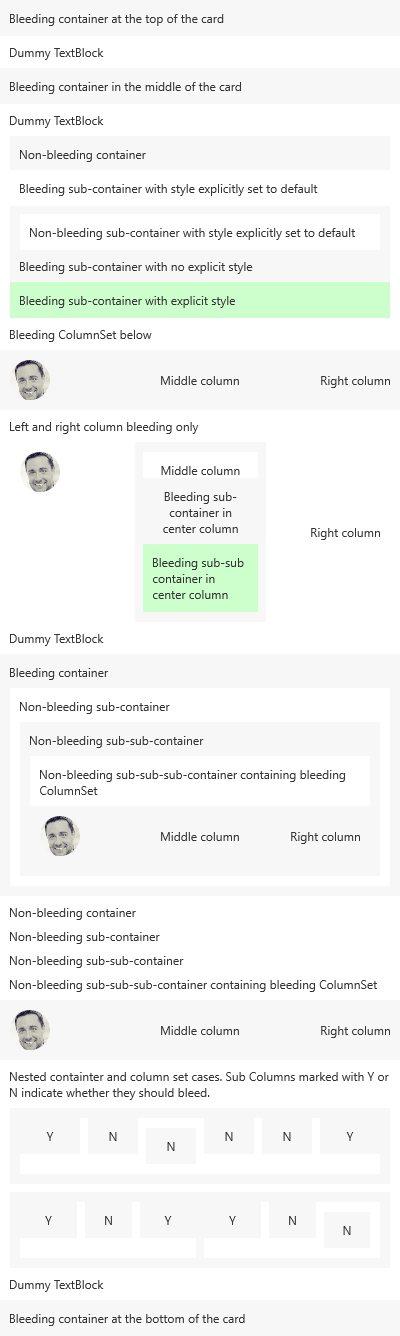 Bleeding container at the top of the card
Dummy TextBlock
Bleeding container in the middle of the card
Dummy TextBlock
Non-bleeding container
Bleeding sub-container with style explicitly set to default
Non-bleeding sub-container with style explicitly set to default
Bleeding sub-container with no explicit style
Bleeding sub-container with explicit style
Bleeding ColumnSet below
Middle column
Right column
Left and right column bleeding only
Middle column
Bleeding sub-
container in
center column
Right column
Bleeding sub-sub
container in
center column
Dummy TextBlock
Bleeding container
Non-bleeding sub-container
Non-bleeding sub-sub-container
Non-bleeding sub-sub-sub-container containing bleeding
ColumnSet
Middle column
Right column
Non-bleeding container
Non-bleeding sub-container
Non-bleeding sub-sub-container
Non-bleeding sub-sub-sub-container containing bleeding ColumnSet
Middle column
Right column
Nested containter and column set cases. Sub Columns marked with Y or
N indicate whether they should bleed.
Y N N N N Y
Y N Y Y N N
Dummy TextBlock
Bleeding container at the bottom of the card